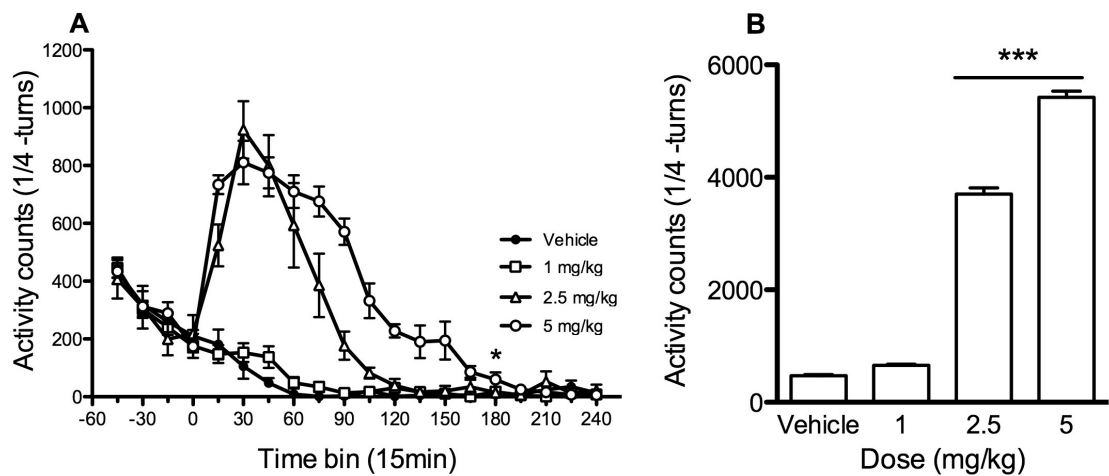 A
1200
1000
800
600
400
200
0
Activity counts (1/4 -turns)
-60 -30 0 30 60 90 120 150 180 210 240
Time bin (15min)
Vehicle
1 mg/kg
2.5 mg/kg
5 mg/kg
*
B
***
6000
4000
2000
0
Activity counts (1/4 -turns)
Vehicle 1 2.5 5
Dose (mg/kg)